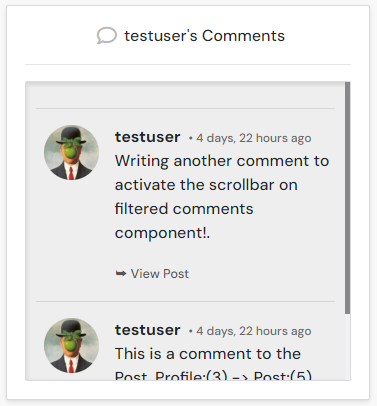 testuser's Comments
testuser • 4 days, 22 hours ago
Writing another comment to
activate the scrollbar on
filtered comments
component!.
➥ View Post
testuser • 4 days, 22 hours ago
This is a comment to the
Post. Profile:(3) -> Post:(5)